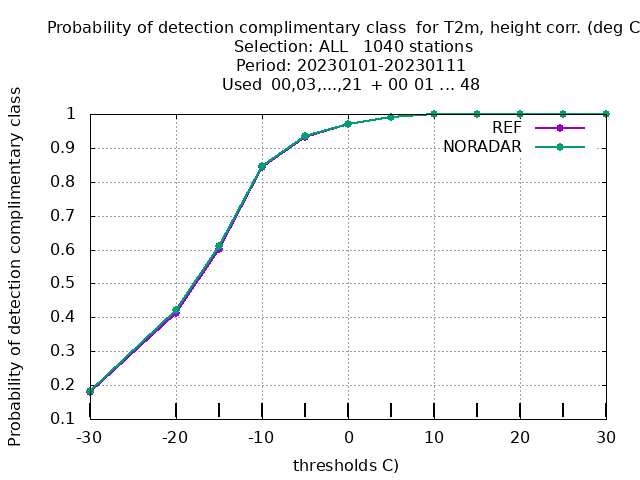 Probability of detection complimentary class for T2m, height corr. (deg C
Selection: ALL 1040 stations
Period: 20230101-20230111
Used 00,03,...,21 + 00 01 ... 48
Probability of detection complimentary class
1
0.9
0.8
0.7
0.6
0.5
0.4
0.3
0.2
0.1
REF
NORADAR
-30
-20
-10
0
10
20
30
thresholds C)